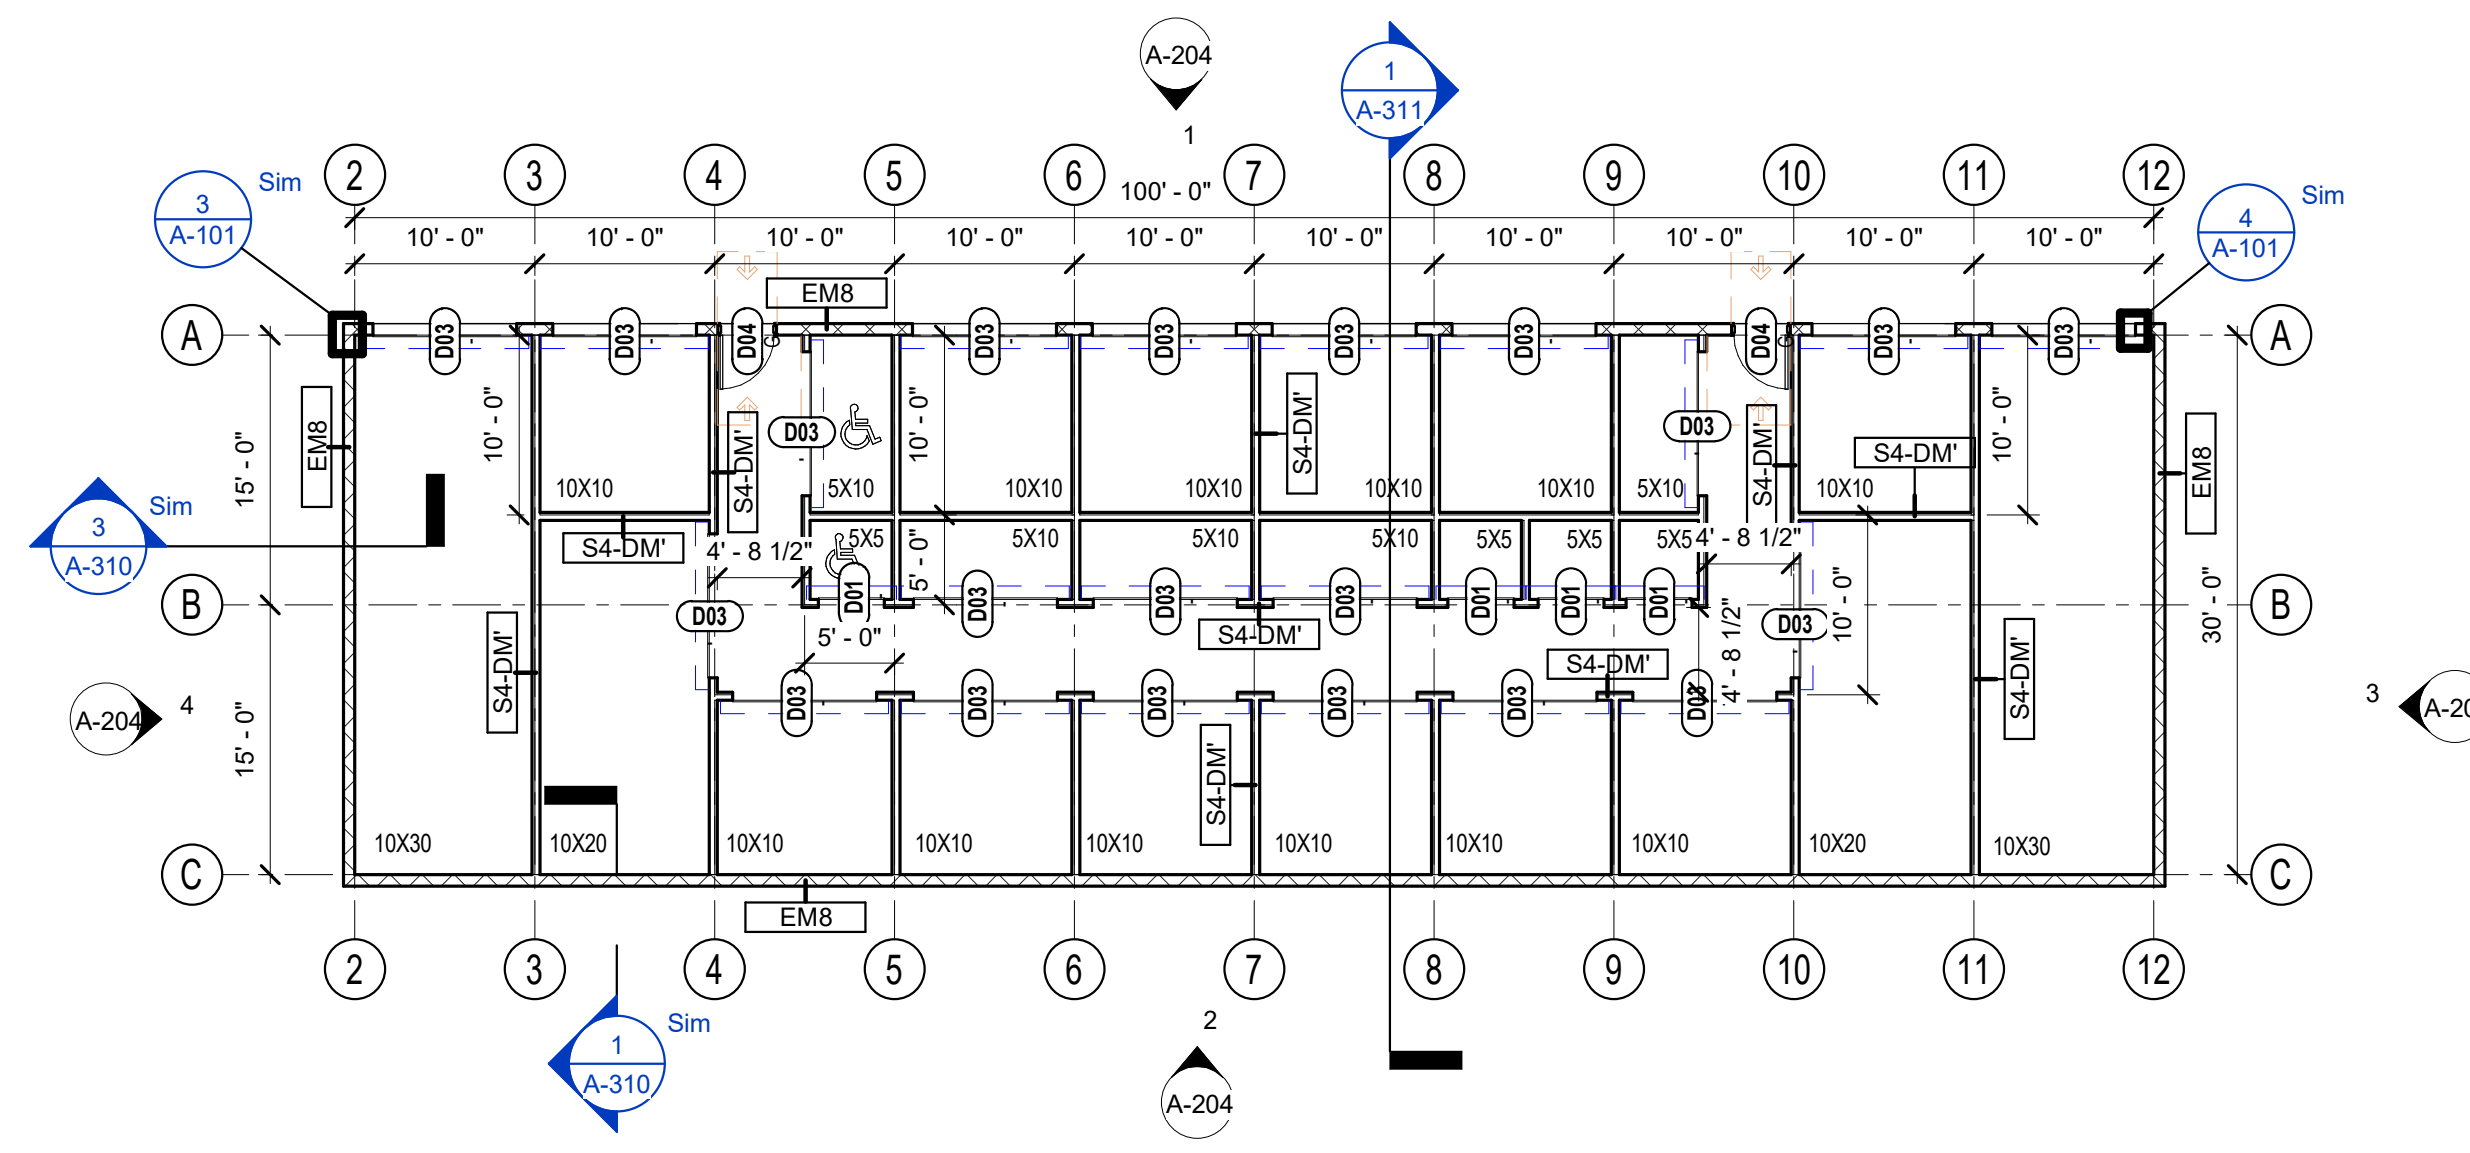 A-204
1
1
A-311
2
3
4
5
6
7
8
9
10
11
12
3
A-101
Sim
4
A-101
Sim
100' - 0"
10' - 0"
10' - 0"
10' - 0"
10' - 0"
10' - 0"
10' - 0"
10' - 0"
10' - 0"
10' - 0"
10' - 0"
EM8
A
D03
D03
D04
D03
D03
D03
D03
D04
D03
D03
A
EM8
15' - 0"
10' - 0"
S4-DM'
D03
10' - 0"
S4-DM'
D03
S4-DM'
S4-DM'
10' - 0"
EM8
10X10
5X10
10X10
10X10
10X10
10X10
5X10
10X10
3
A-310
Sim
S4-DM'
4' - 8 1/2"
5X5
5' - 0"
10X10
10X10
10X10
5X5
5X5
5X5
4' - 8 1/2"
B
D03
D01
D03
D03
D03
D01
D01
D01
D03
10' - 0"
30' - 0"
B
5' - 0"
S4-DM'
S4-DM'
4' - 8 1/2"
S4-DM'
S4-DM'
A-204
4
15' - 0"
D03
D03
D03
D03
D03
D03
3
A-20
S4-DM'
10X30
10X20
10X10
10X10
10X10
10X10
10X10
10X10
10X20
10X30
C
C
EM8
2
3
4
5
6
7
8
9
10
11
12
1
A-310
Sim
2
A-204